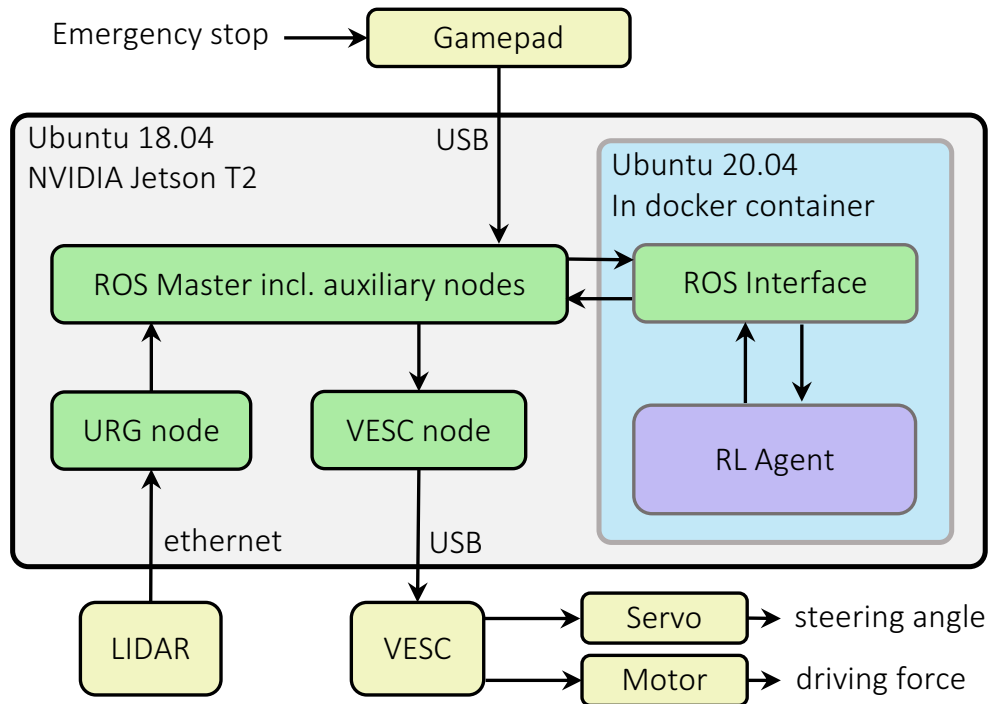 Emergency stop
Gamepad
USB
Ubuntu 18.04
NVIDIA Jetson T2
Ubuntu 20.04
In docker container
ROS Master incl. auxiliary nodes
ROS Interface
URG node
VESC node
RL Agent
ethernet
USB
LIDAR
VESC
Servo
steering angle
Motor
driving force